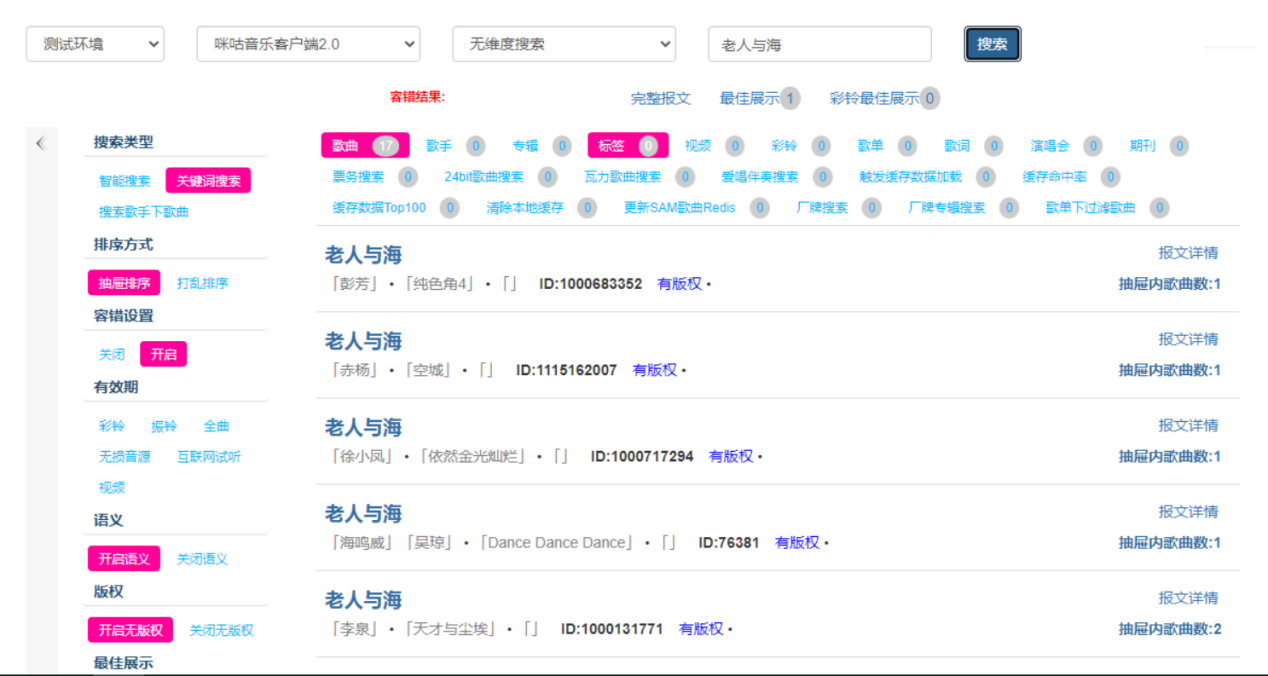 测试环境 咪咕音乐客户端2.0 无维度搜索 老人与海 搜索
容错结果: 完整报文 最佳展示 1 彩铃最佳展示 0
搜索类型
智能搜索 关键词搜索
搜索歌手下歌曲
排序方式
抽屉排序 打乱排序
容错设置
关闭 开启
有效期
彩铃 振铃 全曲
无损音源 互联网试听
视频
语义
开启语义 关闭语义
版权
开启无版权 关闭无版权
最佳展示
歌曲 17 歌手 0 专辑 0 标签 0 视频 0 彩铃 0 歌单 0 歌词 0 演唱会 0 期刊 0
票务搜索 0 24bit歌曲搜索 0 瓦力歌曲搜索 0 爱唱伴奏搜索 0 触发缓存数据加载 0 缓存命中率 0
缓存数据Top100 0 清除本地缓存 0 更新SAM歌曲Redis 0 厂牌搜索 0 厂牌专辑搜索 0 歌单下过滤歌曲 0
老人与海 报文详情
「彭芳」 • 「纯色角4」 • 「」 ID:1000683352 有版权 • 抽屉内歌曲数:1
老人与海 报文详情
「赤杨」 • 「空城」 • 「」 ID:1115162007 有版权 • 抽屉内歌曲数:1
老人与海 报文详情
「徐小凤」 • 「依然金光灿烂」 • 「」 ID:1000717294 有版权 • 抽屉内歌曲数:1
老人与海 报文详情
「海鸣威」「吴琼」 • 「Dance Dance Dance」 • 「」 ID:76381 有版权 • 抽屉内歌曲数:1
老人与海 报文详情
「李泉」 • 「天才与尘埃」 • 「」 ID:1000131771 有版权 • 抽屉内歌曲数:2